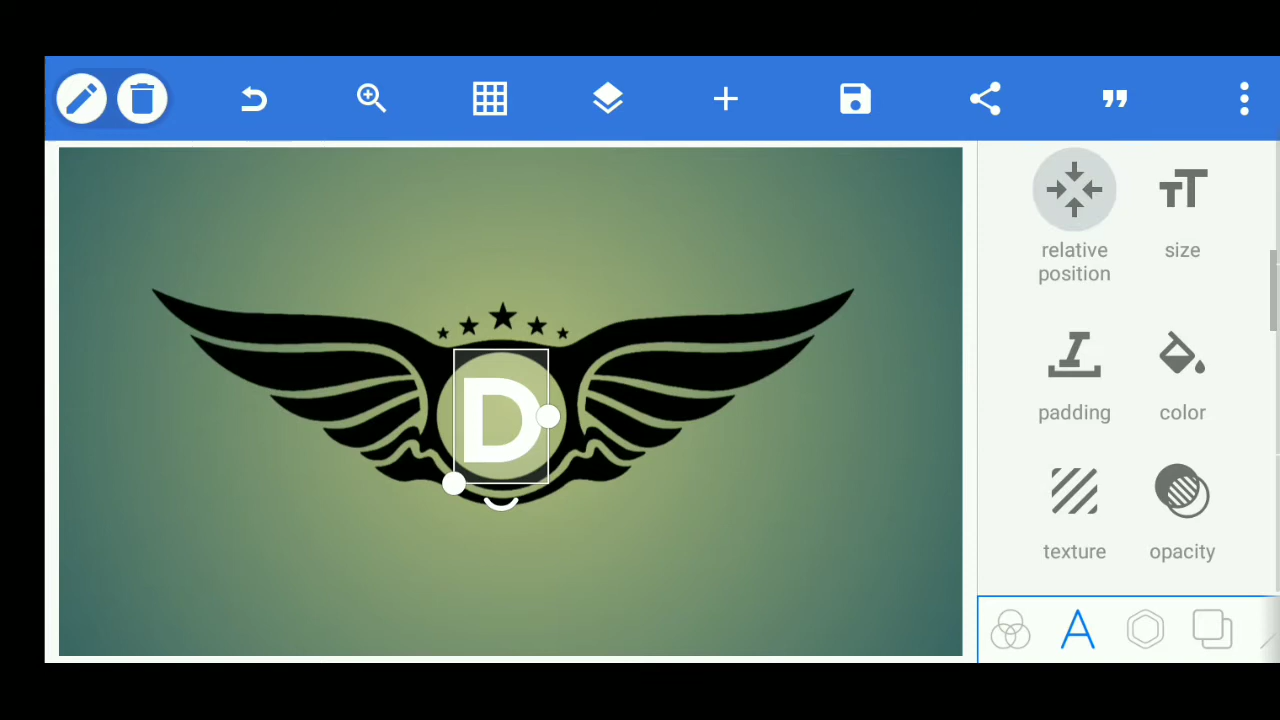 relative
position
size
D
padding
color
texture
opacity